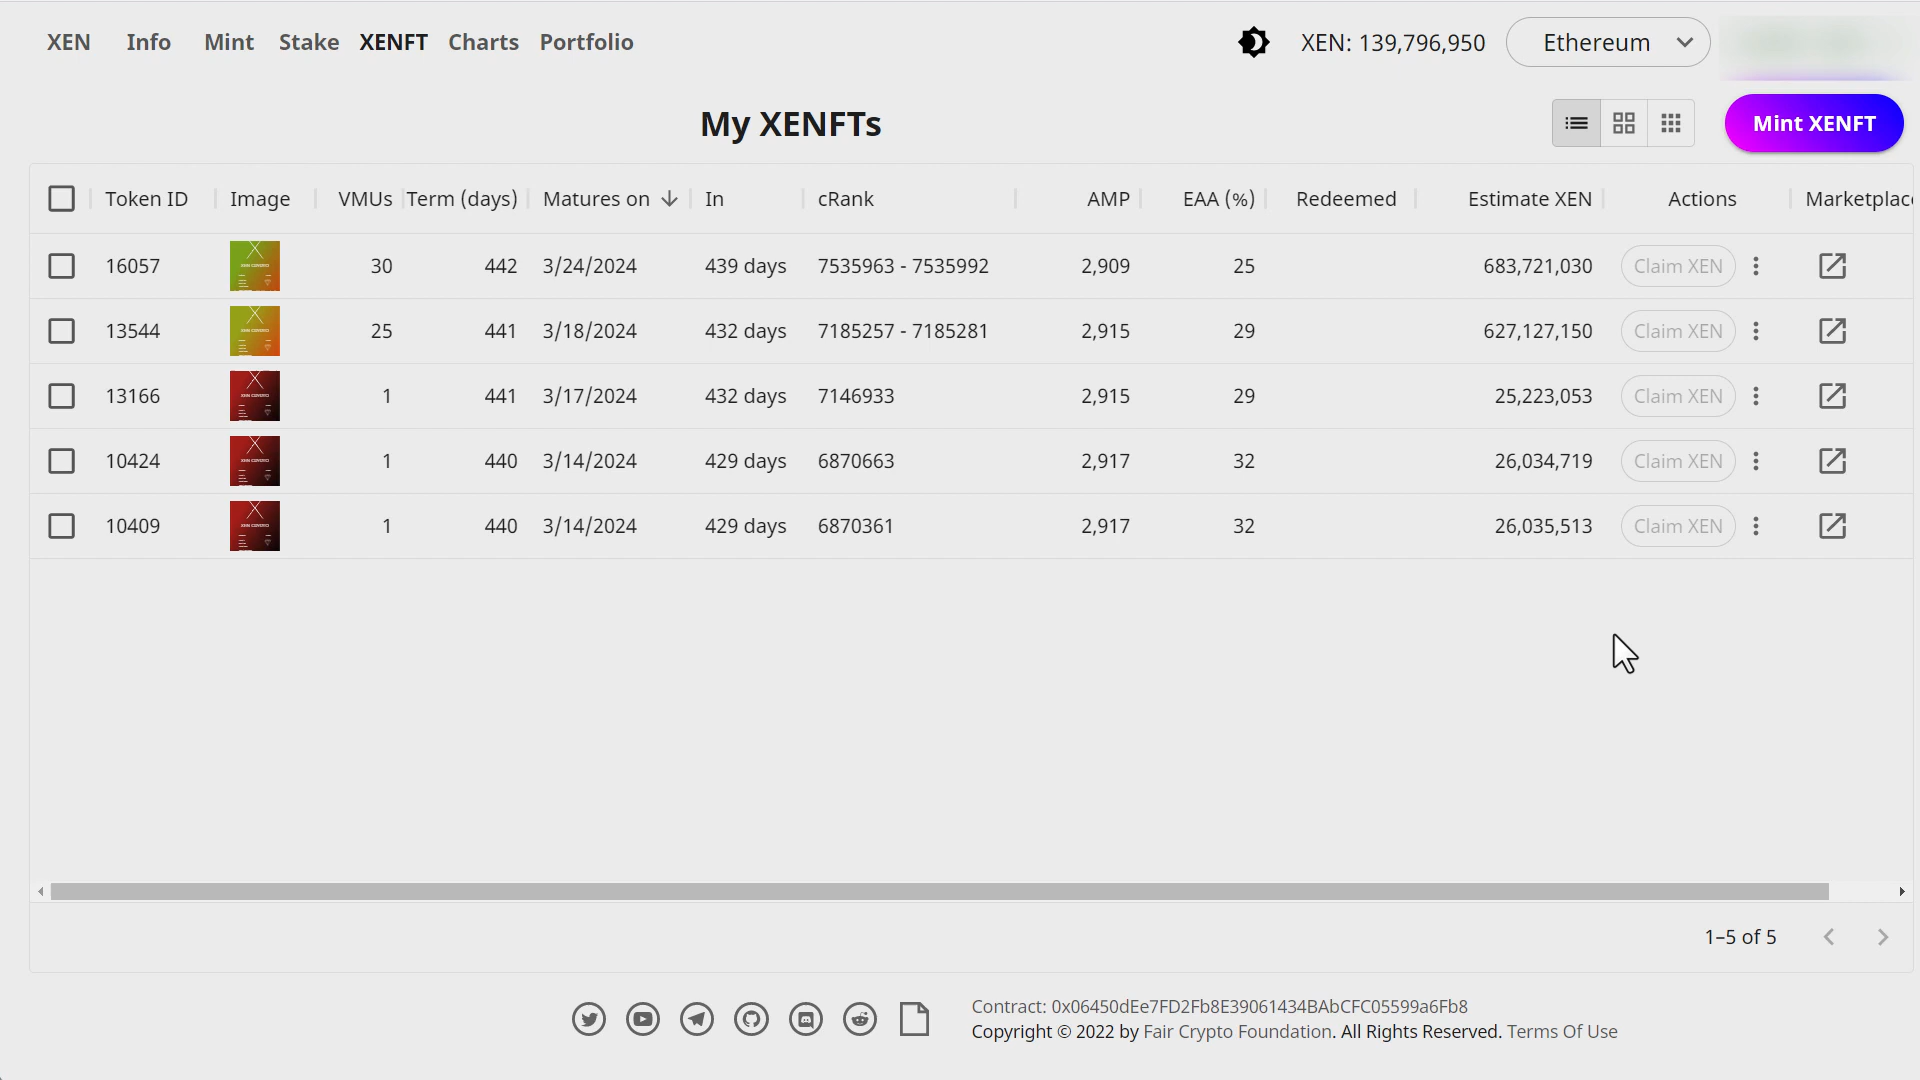 XEN Info Mint Stake XENFT Charts Portfolio XEN: 139,796,950 Ethereum
My XENFTs Mint XENFT
Token ID Image VMUs Term (days) Matures on In cRank AMP EAA (%) Redeemed Estimate XEN Actions Marketplac
16057 30 442 3/24/2024 439 days 7535963 - 7535992 2,909 25 683,721,030 Claim XEN
13544 25 441 3/18/2024 432 days 7185257 - 7185281 2,915 29 627,127,150 Claim XEN
13166 1 441 3/17/2024 432 days 7146933 2,915 29 25,223,053 Claim XEN
10424 1 440 3/14/2024 429 days 6870663 2,917 32 26,034,719 Claim XEN
10409 1 440 3/14/2024 429 days 6870361 2,917 32 26,035,513 Claim XEN
1–5 of 5
Contract: 0x06450dEe7FD2Fb8E39061434BAbCFC05599a6Fb8
Copyright © 2022 by Fair Crypto Foundation. All Rights Reserved. Terms Of Use